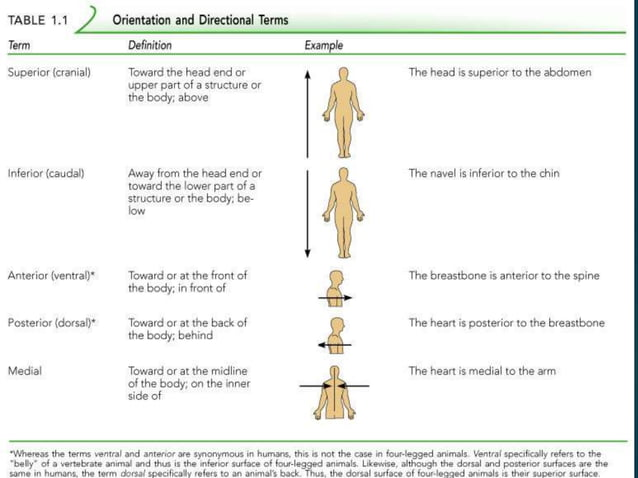 TABLE 1.1 Orientation and Directional Terms
Term Definition Example
Superior (cranial) Toward the head end or The head is superior to the abdomen
upper part of a structure or
the body; above
Inferior (caudal) Away from the head end or The navel is inferior to the chin
toward the lower part of a
structure or the body; be-
low
Anterior (ventral)* Toward or at the front of The breastbone is anterior to the spine
the body; in front of
Posterior (dorsal)* Toward or at the back of The heart is posterior to the breastbone
the body; behind
Medial Toward or at the midline The heart is medial to the arm
of the body; on the inner
side of
*Whereas the terms ventral and anterior are synonymous in humans, this is not the case in four-legged animals. Ventral specifically refers to the
"belly" of a vertebrate animal and thus is the inferior surface of four-legged animals. Likewise, although the dorsal and posterior surfaces are the
same in humans, the term dorsal specifically refers to an animal's back. Thus, the dorsal surface of four-legged animals is their superior surface.